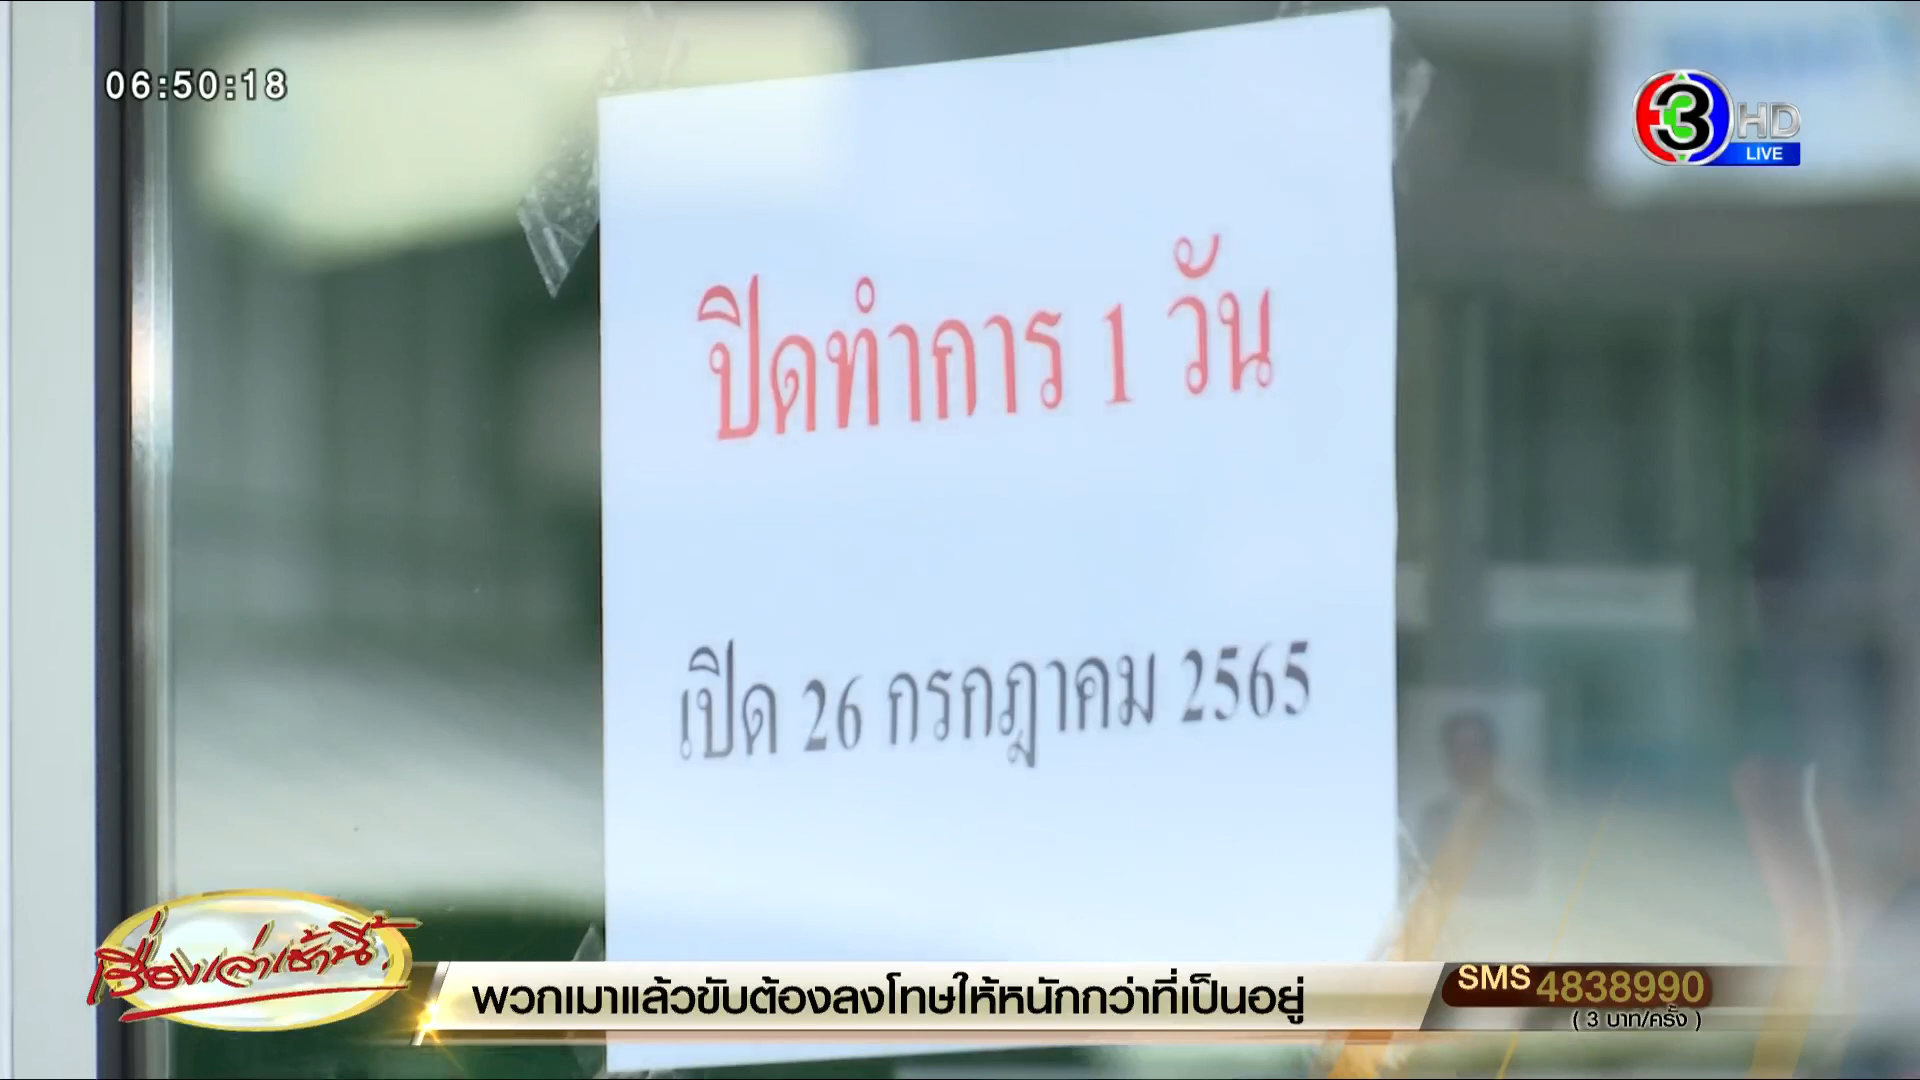 06:50:18
3 HD
LIVE
ปิดทำการ 1 วัน
เปิด 26 กรกฎาคม 2565
เรื่องเล่าเช้านี้
พวกเมาแล้วขับต้องลงโทษให้หนักกว่าที่เป็นอยู่
SMS 4838990
( 3 บาท/ครั้ง )